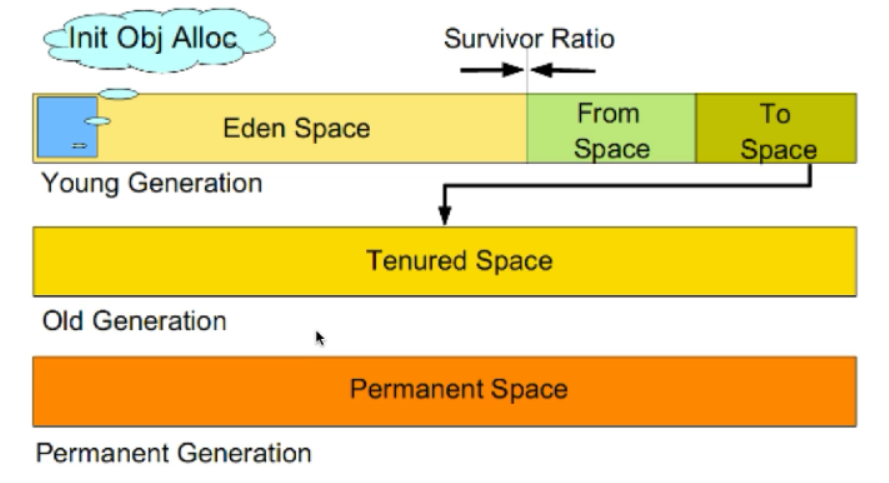 Init Obj Alloc
Survivor Ratio
Eden Space
From
Space
To
Space
Young Generation
Tenured Space
Old Generation
Permanent Space
Permanent Generation